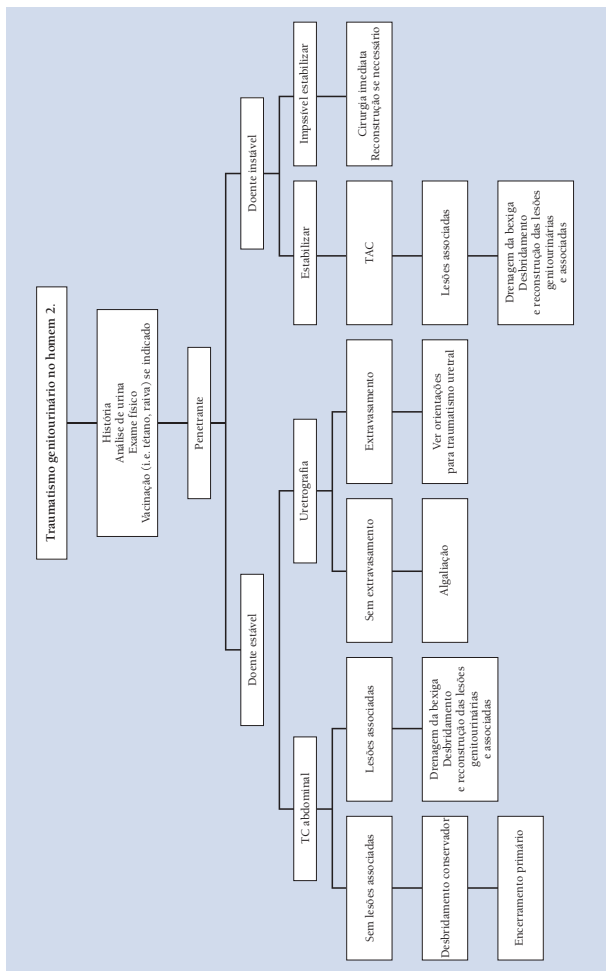 Traumatismo genitourinário no homem 2.
História
Análise de urina
Exame físico
Vacinação (i.e. tétano, raiva) se indicado
Penetrante
Doente estável
Doente instável
TC abdominal
Uretrografia
Estabilizar
Impssível estabilizar
Sem lesões associadas
Lesões associadas
Sem extravasamento
Extravasamento
TAC
Cirurgia imediata
Reconstrução se necessário
Desbridamento conservador
Drenagem da bexiga
Desbridamento
e reconstrução das lesões
genitourinárias
e associadas
Algaliação
Ver orientações
para traumatismo uretral
Lesões associadas
Encerramento primário
Drenagem da bexiga
Desbridamento
e reconstrução das lesões
genitourinárias
e associadas